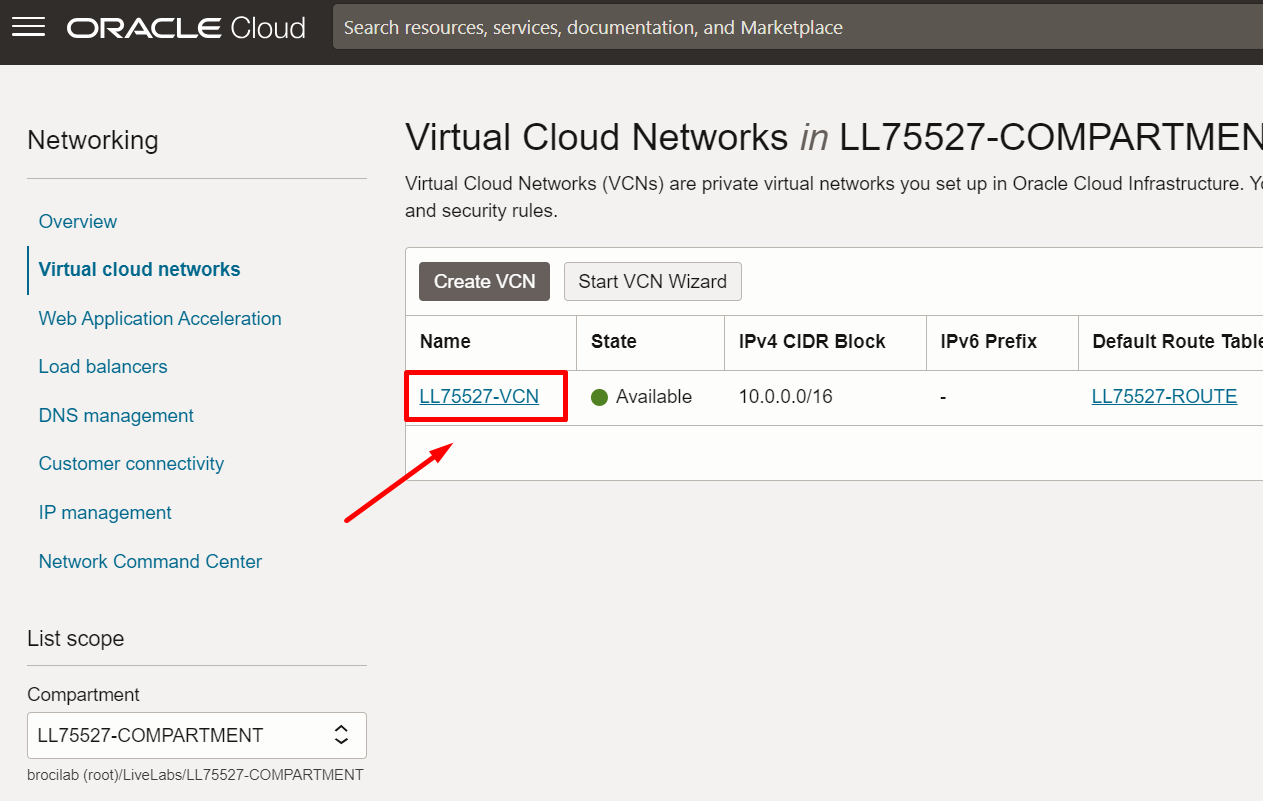 ORACLE Cloud
Search resources, services, documentation, and Marketplace
Networking
Overview
Virtual cloud networks
Web Application Acceleration
Load balancers
DNS management
Customer connectivity
IP management
Network Command Center
List scope
Compartment
LL75527-COMPARTMENT
brocilab (root)/LiveLabs/LL75527-COMPARTMENT
Virtual Cloud Networks in LL75527-COMPARTMEN
Virtual Cloud Networks (VCNs) are private virtual networks you set up in Oracle Cloud Infrastructure. Yo
and security rules.
Create VCN Start VCN Wizard
Name State IPv4 CIDR Block IPv6 Prefix Default Route Table
LL75527-VCN Available 10.0.0.0/16 - LL75527-ROUTE